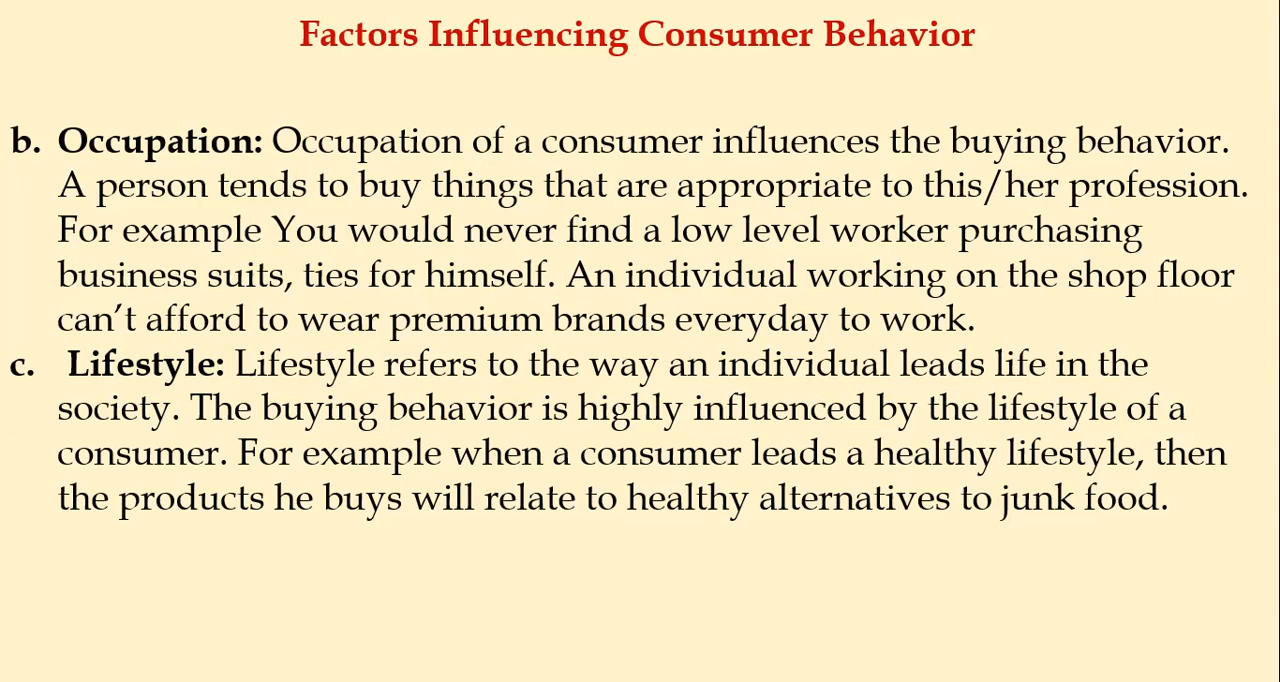 Factors Influencing Consumer Behavior
b. Occupation: Occupation of a consumer influences the buying behavior.
A person tends to buy things that are appropriate to this/her profession.
For example You would never find a low level worker purchasing
business suits, ties for himself. An individual working on the shop floor
can’t afford to wear premium brands everyday to work.
c. Lifestyle: Lifestyle refers to the way an individual leads life in the
society. The buying behavior is highly influenced by the lifestyle of a
consumer. For example when a consumer leads a healthy lifestyle, then
the products he buys will relate to healthy alternatives to junk food.